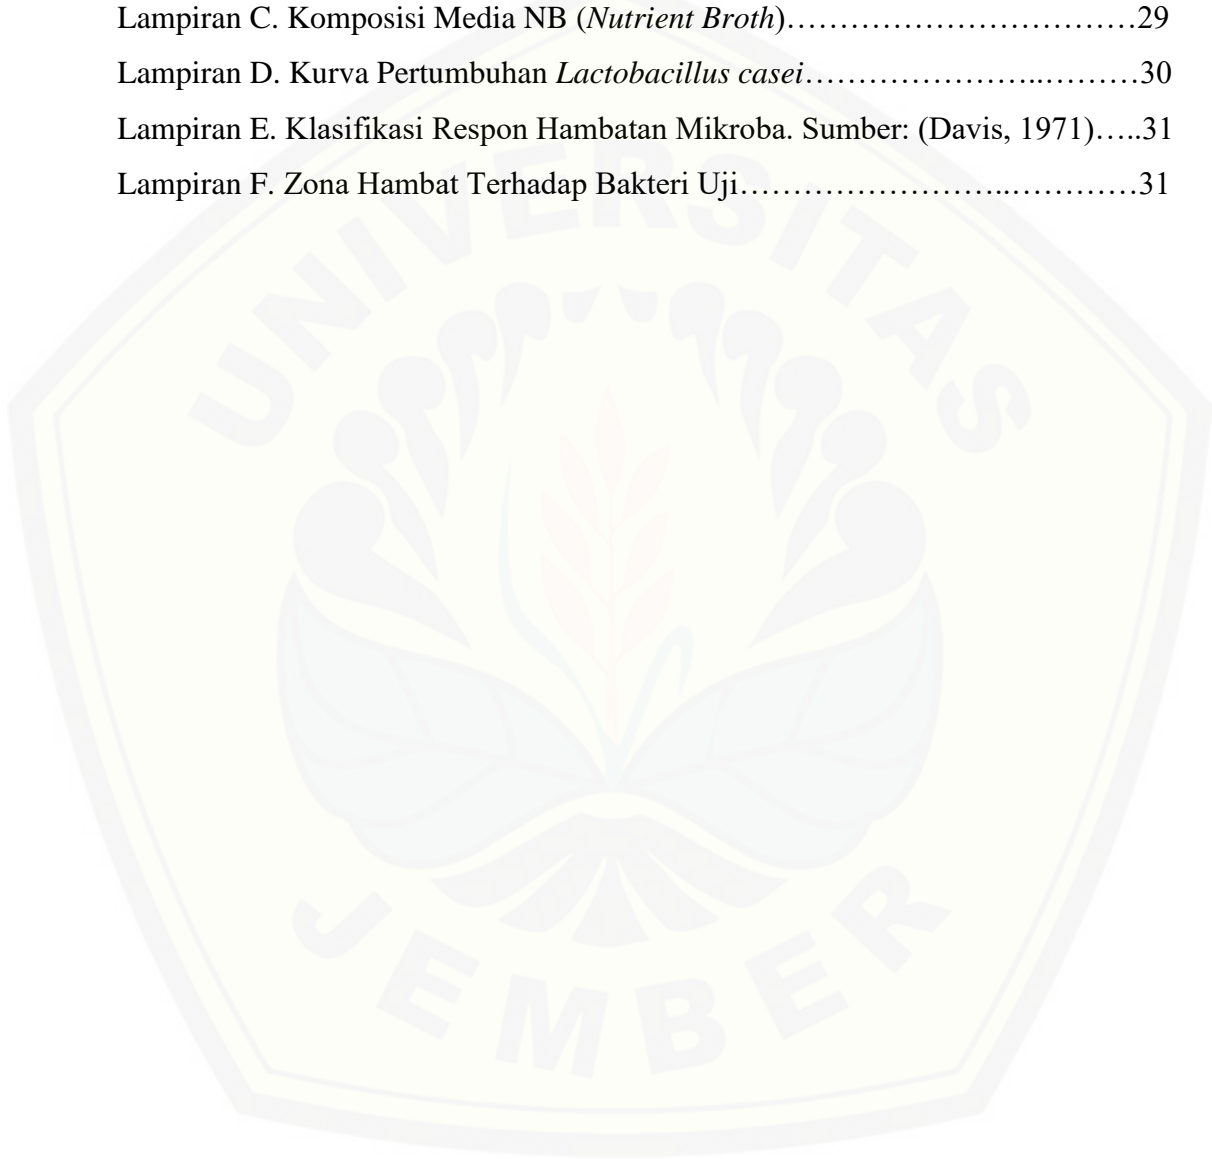 Lampiran C. Komposisi Media NB (Nutrient Broth)……………………………29
Lampiran D. Kurva Pertumbuhan Lactobacillus casei…………………..………30
Lampiran E. Klasifikasi Respon Hambatan Mikroba. Sumber: (Davis, 1971)…..31
Lampiran F. Zona Hambat Terhadap Bakteri Uji……………………..…………31
UNIVERSITAS
JEMBER